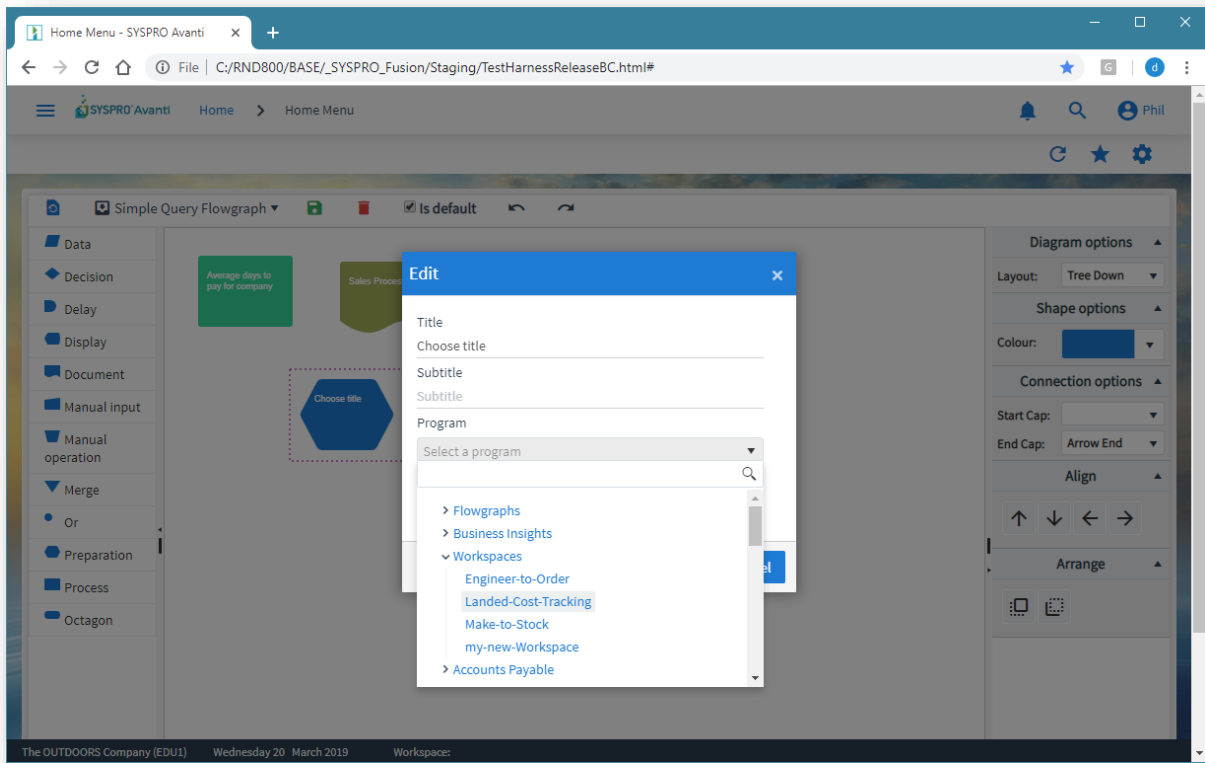 Home Menu - SYSPRO Avanti
File | C:/RND800/BASE/_SYSPRO_Fusion/Staging/TestHarnessReleaseBC.html#
G
d
SYSPRO Avanti
Home > Home Menu
Phil
Simple Query Flowgraph
Is default
Data
Decision
Delay
Display
Document
Manual input
Manual
operation
Merge
Or
Preparation
Process
Octagon
Average days to
pay for company
Sales Proces
Choose title
Edit
Title
Choose title
Subtitle
Subtitle
Program
Select a program
Flowgraphs
Business Insights
Workspaces
Engineer-to-Order
Landed-Cost-Tracking
Make-to-Stock
my-new-Workspace
Accounts Payable
el
Diagram options
Layout: Tree Down
Shape options
Colour:
Connection options
Start Cap:
End Cap: Arrow End
Align
Arrange
The OUTDOORS Company (EDU1) Wednesday 20 March 2019 Workspace: